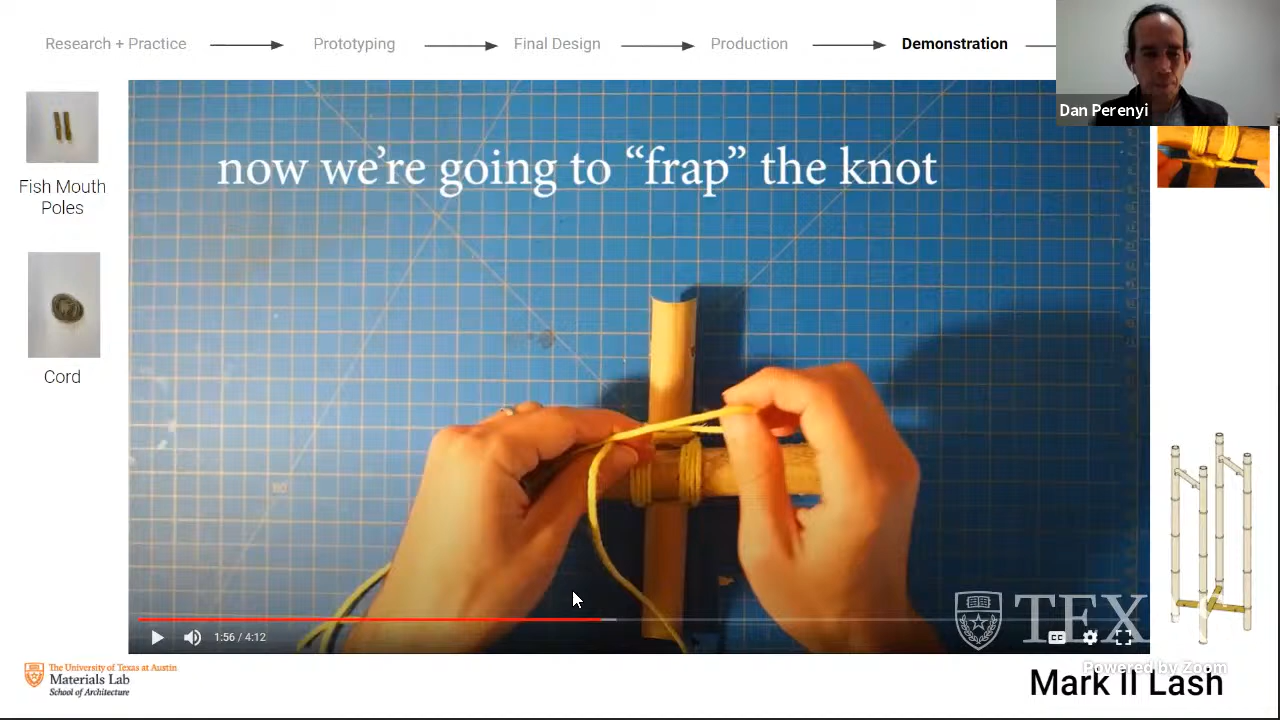 Research + Practice
Prototyping
Final Design
Production
Demonstration
Dan Perenyi
Fish Mouth
Poles
Cord
now we're going to “frap” the knot
1:56 / 4:12
CC
TEX
Powered by Zoom
The University of Texas at Austin
Materials Lab
School of Architecture
Mark II Lash